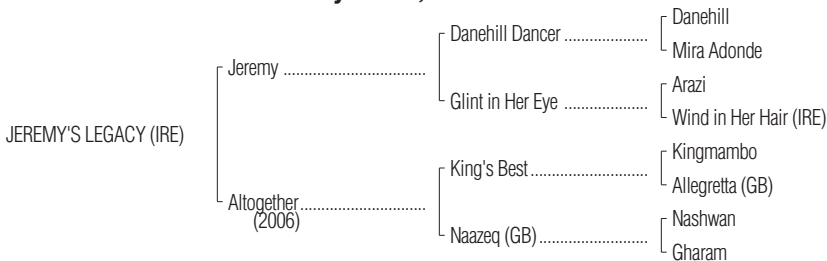 Danehill
Danehill Dancer ....................
Mira Adonde
Jeremy ..................................
Arazi
Glint in Her Eye ....................
Wind in Her Hair (IRE)
JEREMY'S LEGACY (IRE)
Kingmambo
King's Best............................
Allegretta (GB)
Altogether..............................
(2006)
Nashwan
Naazeq (GB)..........................
Gharam